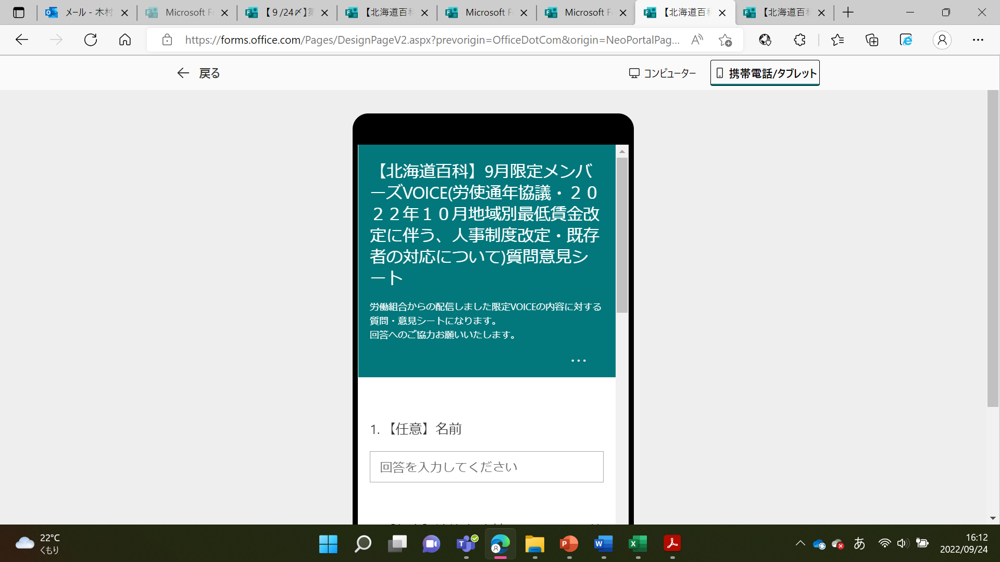 メール - 木村
Microsoft Fo
【９/24〆】第
【北海道百科
Microsoft Fo
Microsoft Fo
【北海道百科
【北海道百科
https://forms.office.com/Pages/DesignPageV2.aspx?prevorigin=OfficeDotCom&origin=NeoPortalPag...
戻る
コンピューター
携帯電話/タブレット
【北海道百科】9月限定メンバ
ーズVOICE(労使通年協議・２０
２２年１０月地域別最低賃金改
定に伴う、人事制度改定・既存
者の対応について)質問意見シ
ート
労働組合からの配信しました限定VOICEの内容に対する
質問・意見シートになります。
回答へのご協力お願いいたします。
...
1. 【任意】名前
回答を入力してください
22°C
くもり
あ
16:12
2022/09/24